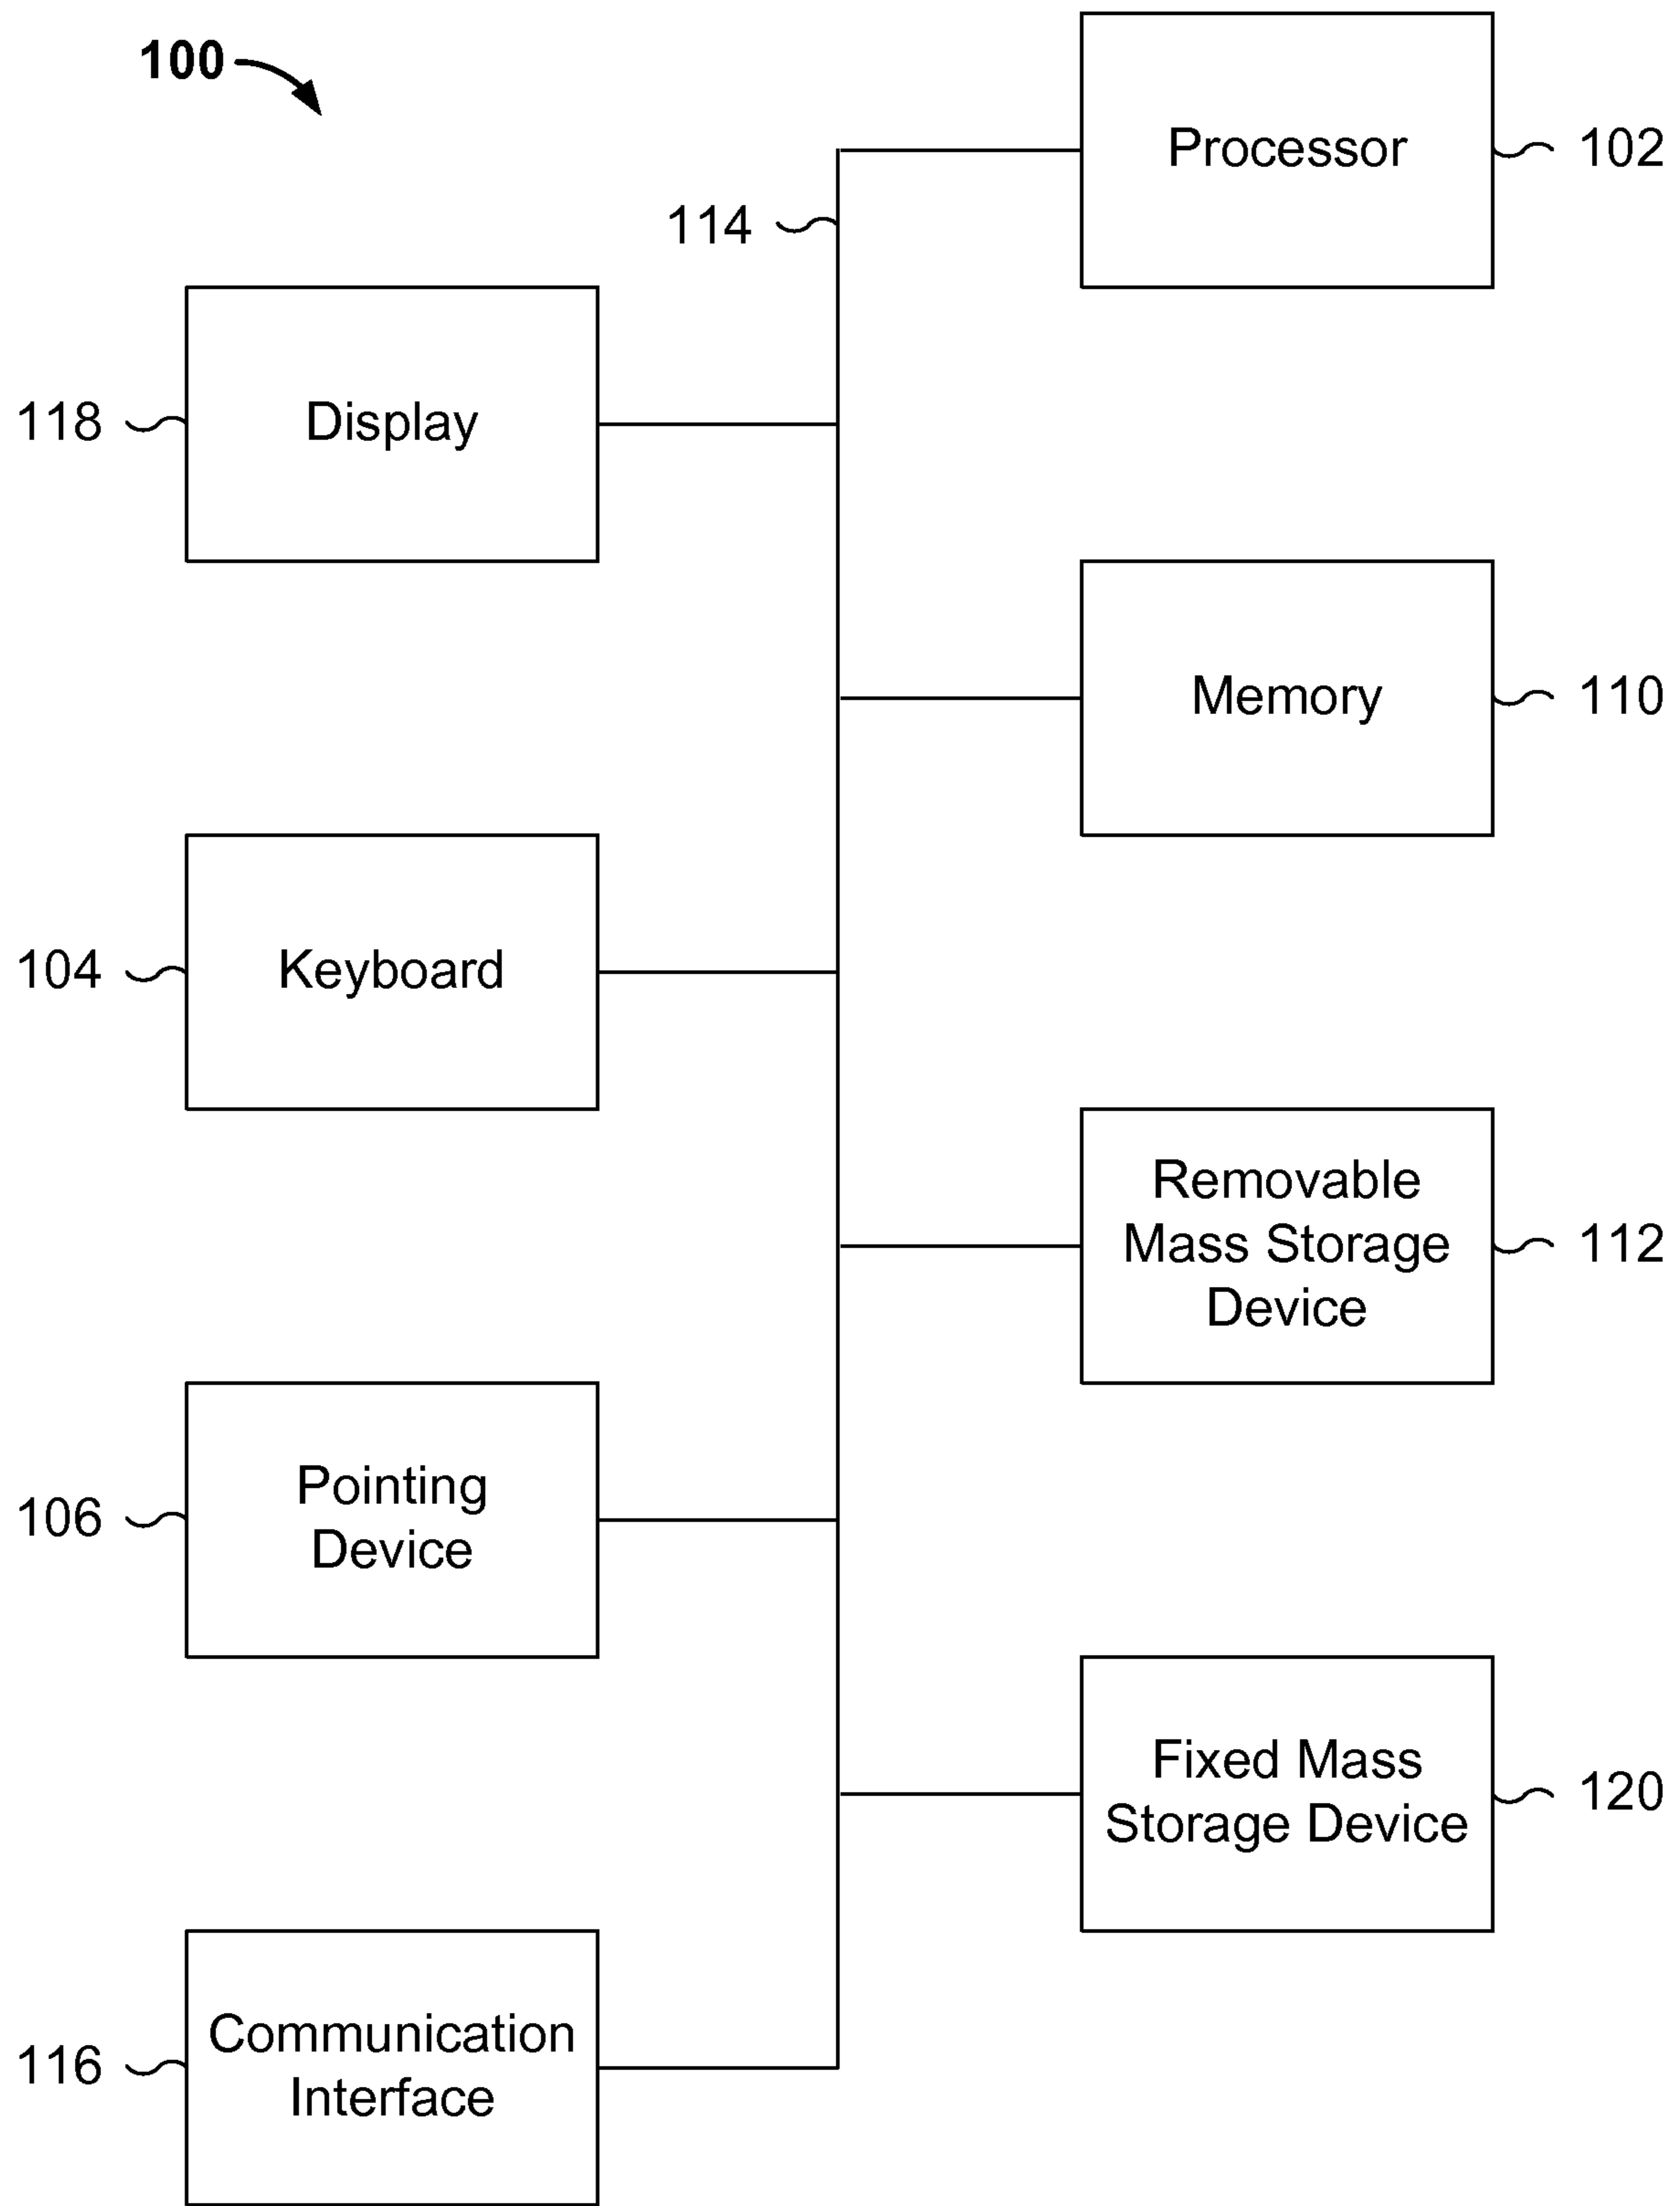 100
Processor
102
114
Display
118
Memory
110
Keyboard
104
Removable
Mass Storage
Device
112
Pointing
Device
106
Fixed Mass
Storage Device
120
Communication
Interface
116